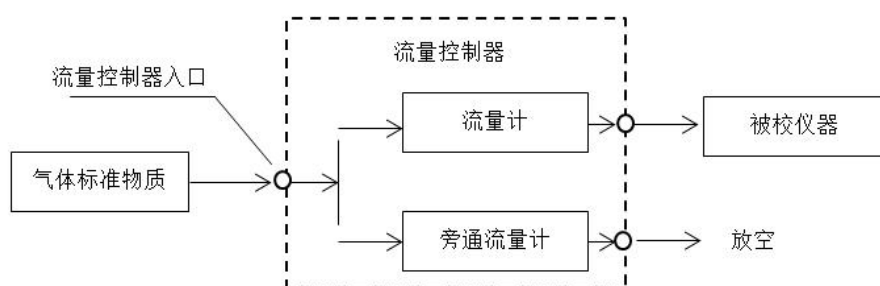 流量控制器
流量控制器入口
流量计
被校仪器
气体标准物质
旁通流量计
放空